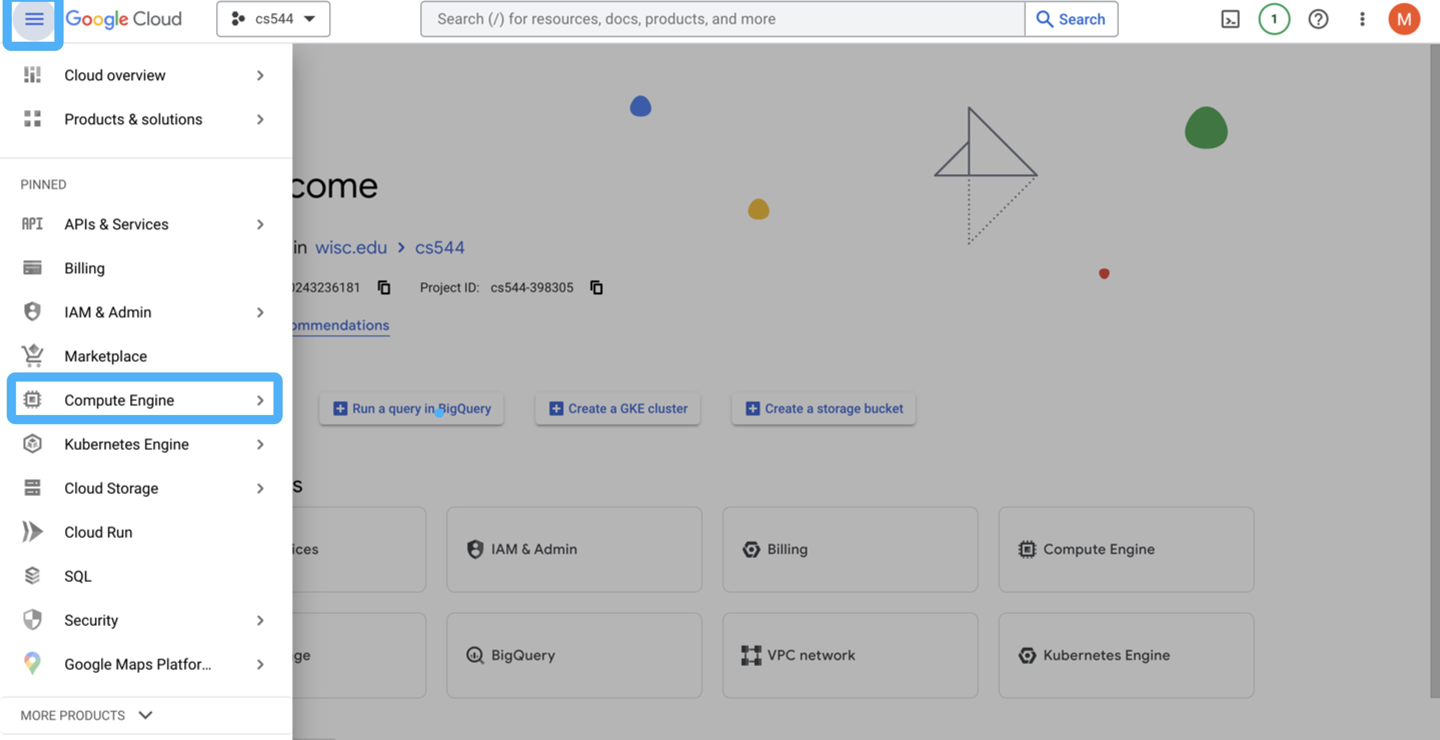 Google Cloud
cs544
Search (/) for resources, docs, products, and more
Search
1
M
Cloud overview
Products & solutions
PINNED
API APIs & Services
Billing
IAM & Admin
Marketplace
Compute Engine
Kubernetes Engine
Cloud Storage
Cloud Run
SQL
Security
Google Maps Platfor...
MORE PRODUCTS
come
in wisc.edu > cs544
243236181
Project ID: cs544-398305
ommendations
Run a query in BigQuery
Create a GKE cluster
Create a storage bucket
s
ices
IAM & Admin
Billing
Compute Engine
ge
BigQuery
VPC network
Kubernetes Engine